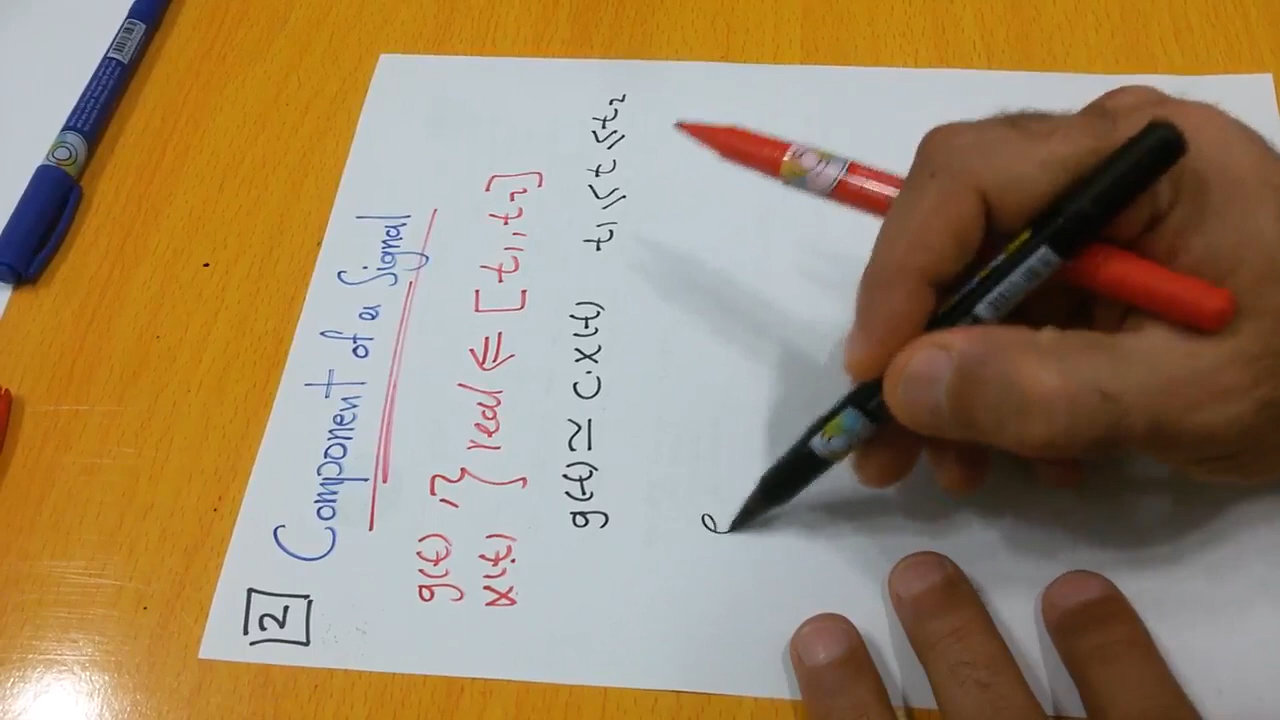 2 Component of a Signal
g(t) , } real ∈ [t₁, t₂]
x(t)
g(t) ≃ c.x(t) t₁ ⩽ t ⩽ t₂
e